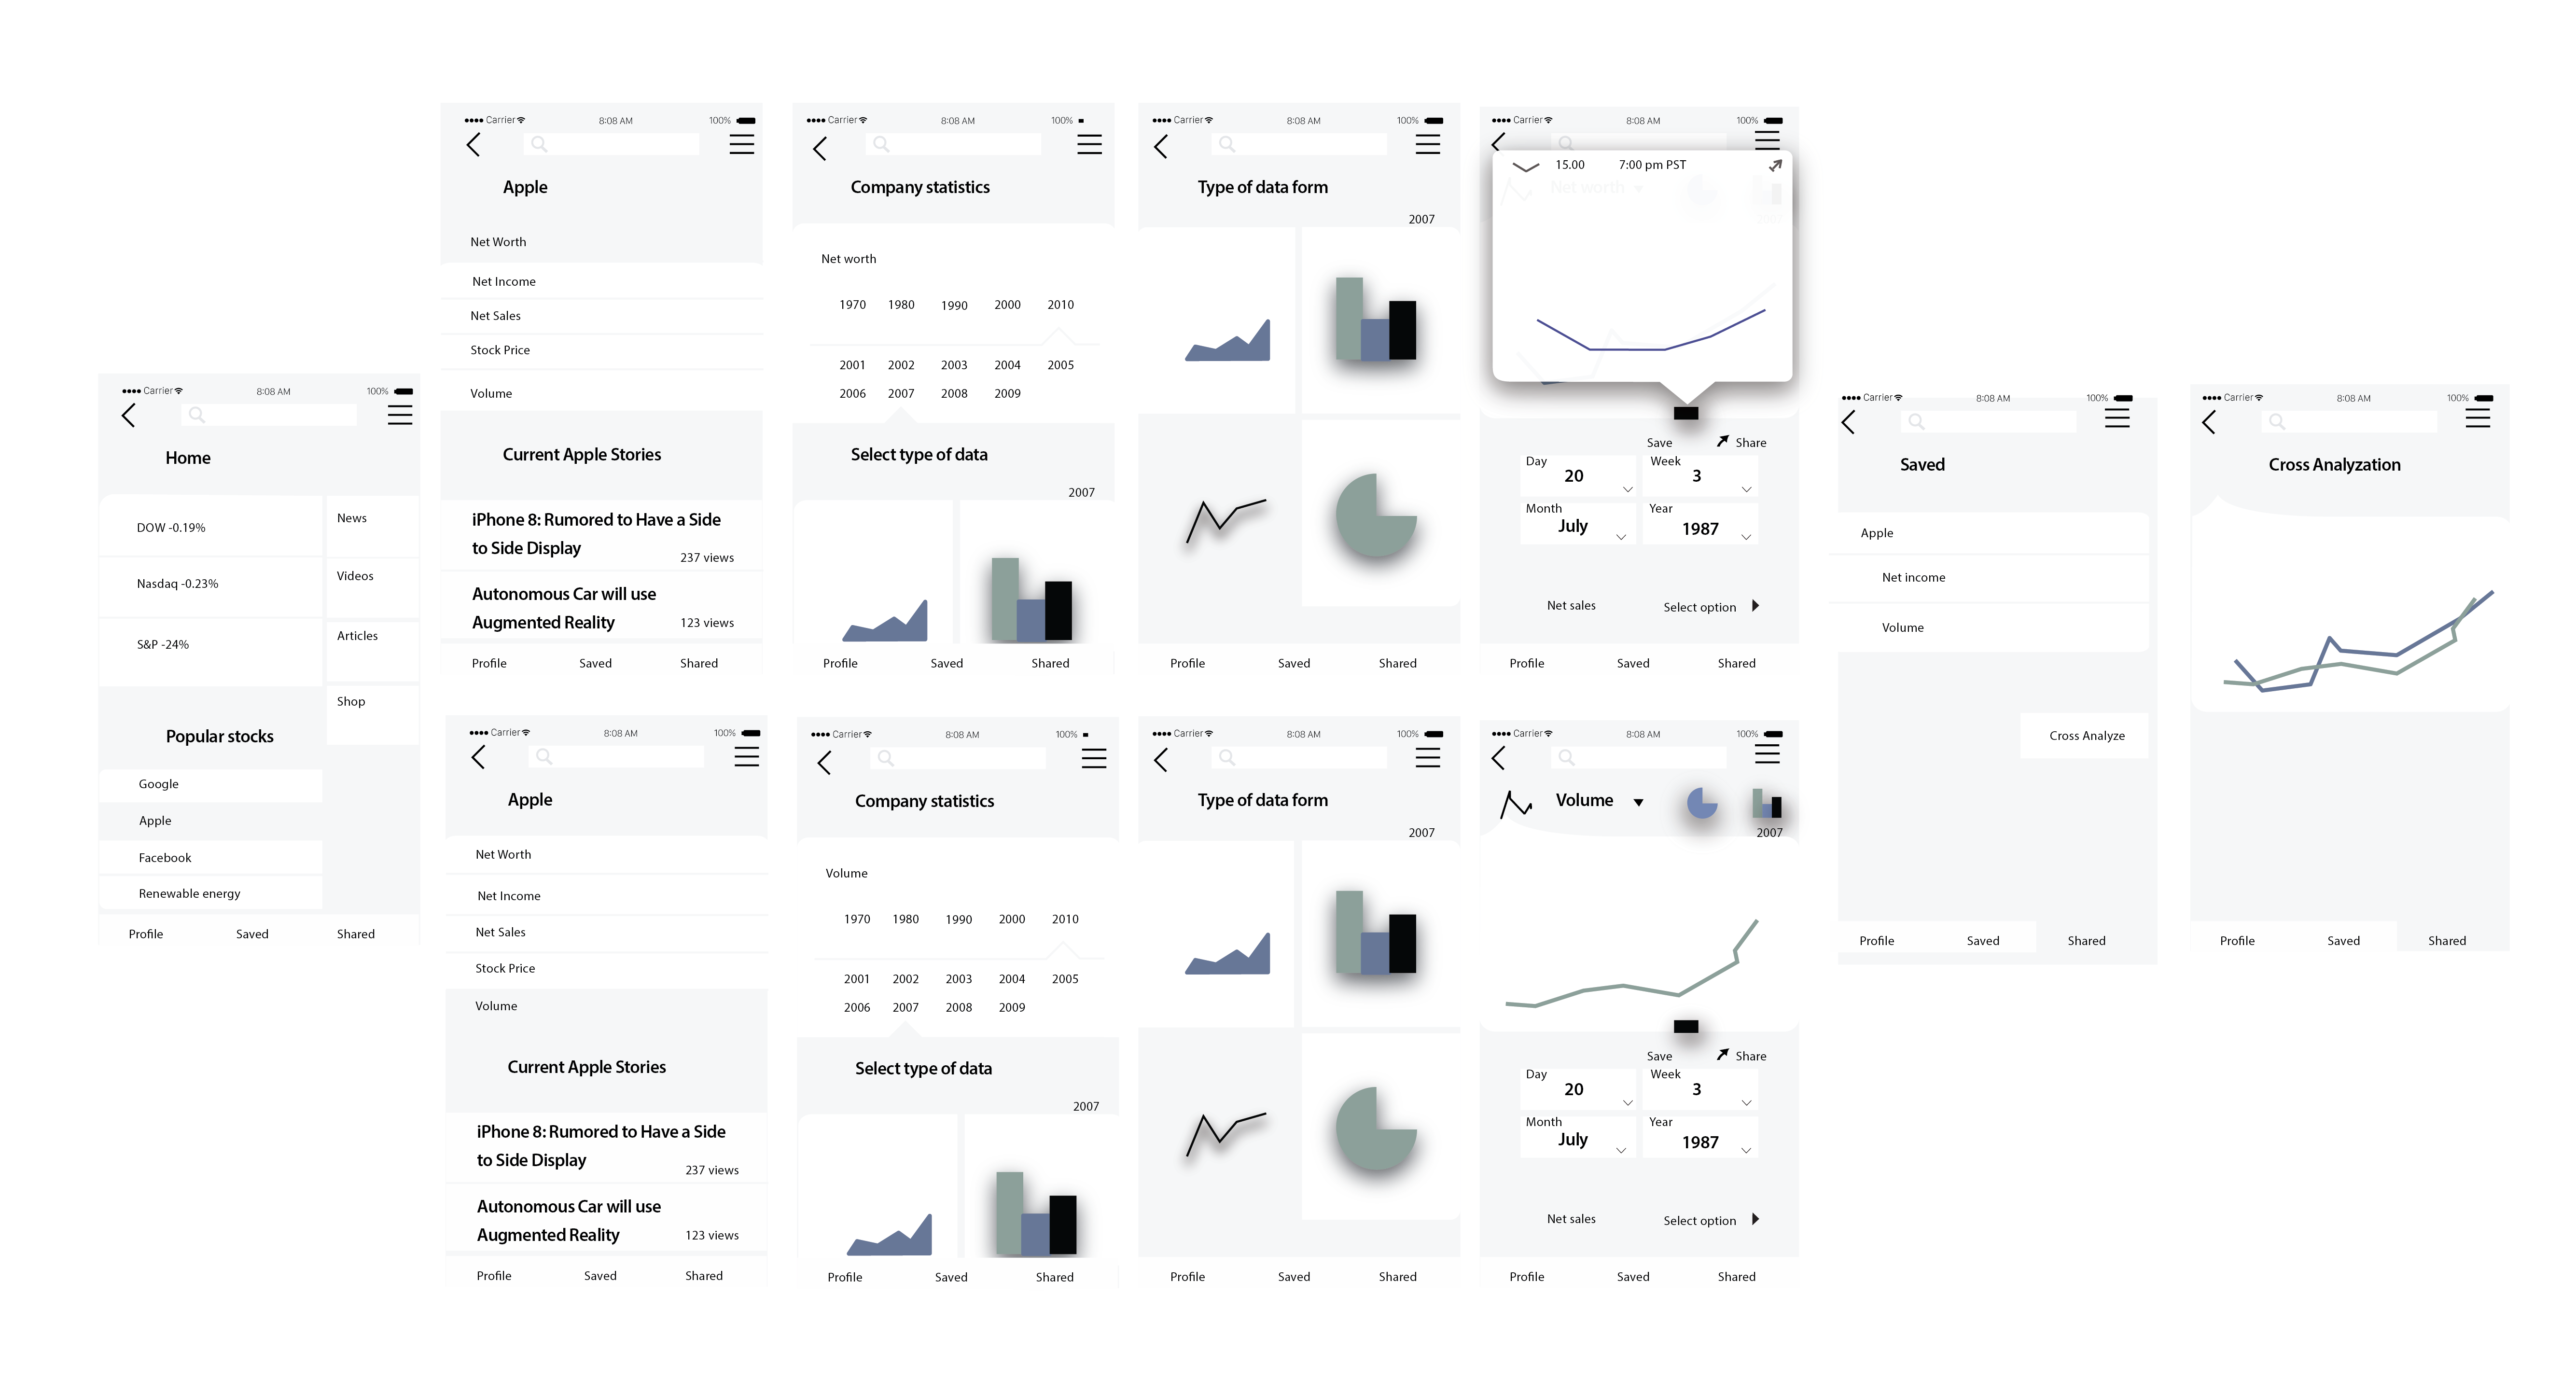 ●●●● Carrier 8:08 AM 100%
Home
DOW -0.19%
Nasdaq -0.23%
S&P -24%
News
Videos
Articles
Shop
Popular stocks
Google
Apple
Facebook
Renewable energy
Profile Saved Shared
●●●● Carrier 8:08 AM 100%
Apple
Net Worth
Net Income
Net Sales
Stock Price
Volume
Current Apple Stories
iPhone 8: Rumored to Have a Side
to Side Display
237 views
Autonomous Car will use
Augmented Reality
123 views
Profile Saved Shared
●●●● Carrier 8:08 AM 100%
Company statistics
Net worth
1970 1980 1990 2000 2010
2001 2002 2003 2004 2005
2006 2007 2008 2009
Select type of data
2007
Profile Saved Shared
●●●● Carrier 8:08 AM 100%
Type of data form
2007
Profile Saved Shared
●●●● Carrier 8:08 AM 100%
15.00 7:00 pm PST
Net worth
Save Share
Day
20
Week
3
Month
July
Year
1987
Net sales Select option
Profile Saved Shared
●●●● Carrier 8:08 AM 100%
Apple
Net Worth
Net Income
Net Sales
Stock Price
Volume
Current Apple Stories
iPhone 8: Rumored to Have a Side
to Side Display
237 views
Autonomous Car will use
Augmented Reality
123 views
Profile Saved Shared
●●●● Carrier 8:08 AM 100%
Company statistics
Volume
1970 1980 1990 2000 2010
2001 2002 2003 2004 2005
2006 2007 2008 2009
Select type of data
2007
Profile Saved Shared
●●●● Carrier 8:08 AM 100%
Type of data form
2007
Profile Saved Shared
●●●● Carrier 8:08 AM 100%
Volume
2007
Save Share
Day
20
Week
3
Month
July
Year
1987
Net sales Select option
Profile Saved Shared
●●●● Carrier 8:08 AM 100%
Saved
Apple
Net income
Volume
Cross Analyze
Profile Saved Shared
●●●● Carrier 8:08 AM 100%
Cross Analyzation
Profile Saved Shared